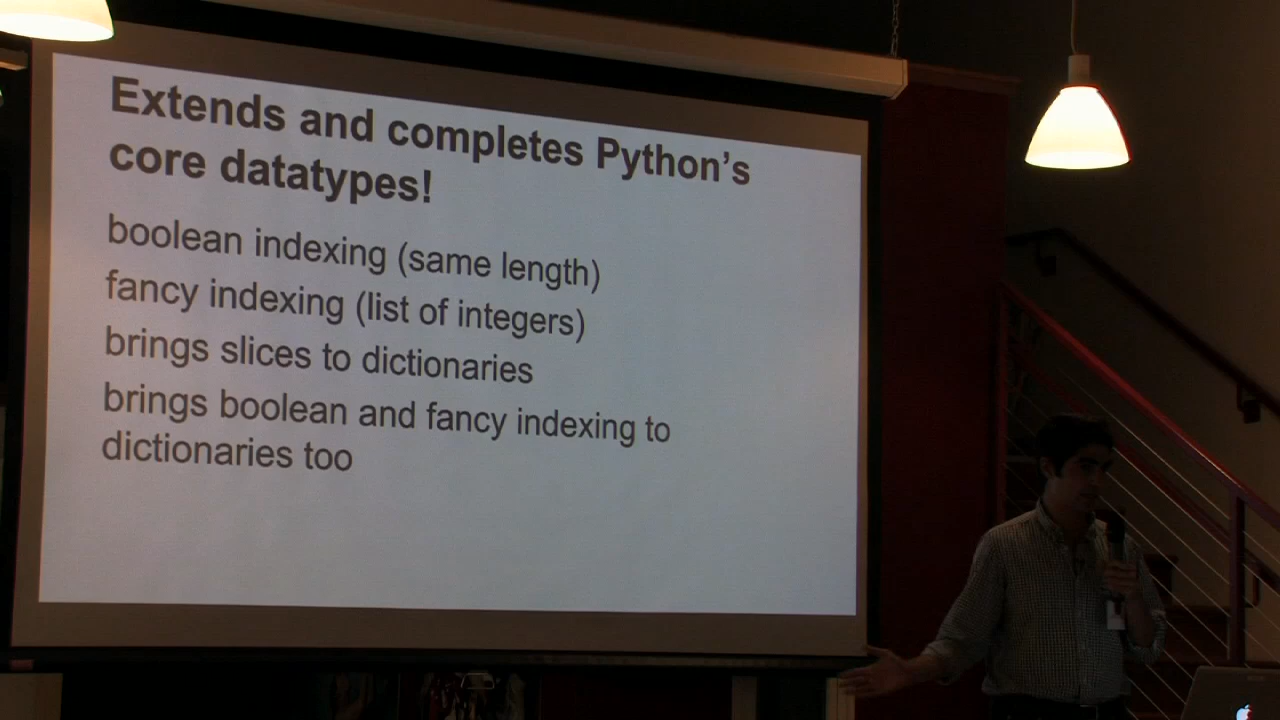 Extends and completes Python's
core datatypes!
boolean indexing (same length)
fancy indexing (list of integers)
brings slices to dictionaries
brings boolean and fancy indexing to
dictionaries too